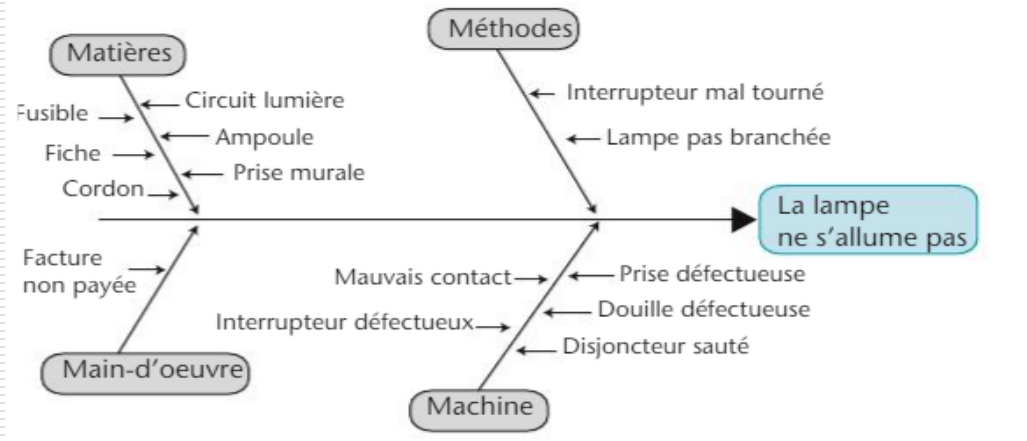 Méthodes
Matières
Circuit lumière
Fusible
Ampoule
Fiche
Prise murale
Cordon
Interrupteur mal tourné
Lampe pas branchée
La lampe
ne s'allume pas
Facture
non payée
Mauvais contact
Prise défectueuse
Interrupteur défectueux
Douille défectueuse
Disjoncteur sauté
Main-d'oeuvre
Machine